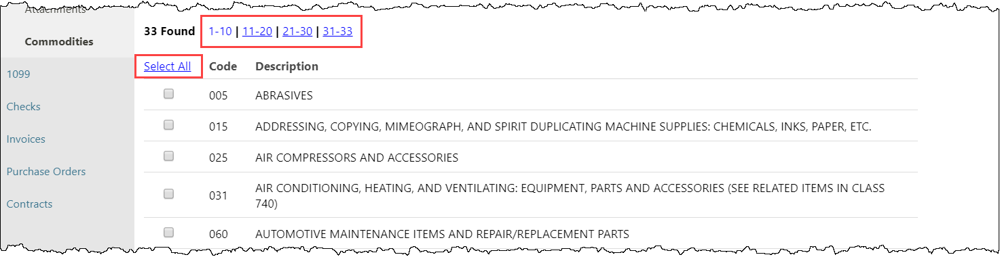 Attachments
Commodities
1099
Checks
Invoices
Purchase Orders
Contracts
33 Found 1-10 | 11-20 | 21-30 | 31-33
Select All Code Description
005 ABRASIVES
015 ADDRESSING, COPYING, MIMEOGRAPH, AND SPIRIT DUPLICATING MACHINE SUPPLIES: CHEMICALS, INKS, PAPER, ETC.
025 AIR COMPRESSORS AND ACCESSORIES
031 AIR CONDITIONING, HEATING, AND VENTILATING: EQUIPMENT, PARTS AND ACCESSORIES (SEE RELATED ITEMS IN CLASS
740)
060 AUTOMOTIVE MAINTENANCE ITEMS AND REPAIR/REPLACEMENT PARTS